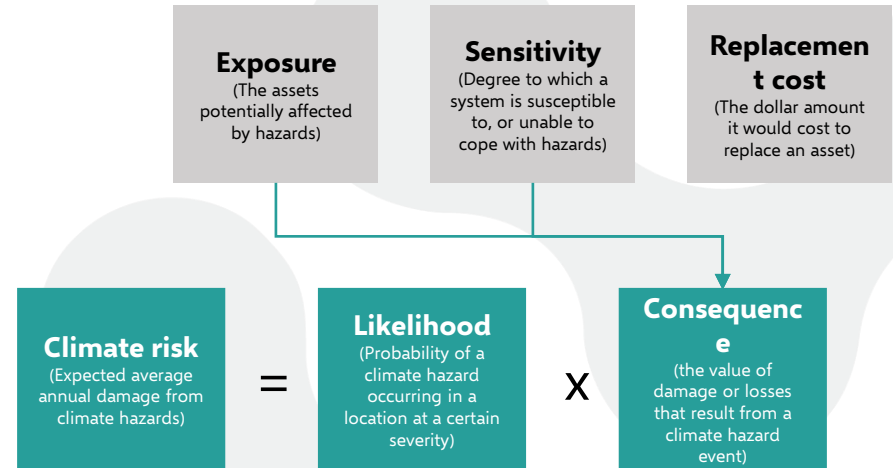 Exposure
(The assets
potentially affected
by hazards)
Sensitivity
(Degree to which a
system is susceptible
to, or unable to
cope with hazards)
Replacemen
t cost
(The dollar amount
it would cost to
replace an asset)
Climate risk
(Expected average
annual damage from
climate hazards)
=
Likelihood
(Probability of a
climate hazard
occurring in a
location at a certain
severity)
x
Consequenc
e
(the value of
damage or losses
that result from a
climate hazard
event)